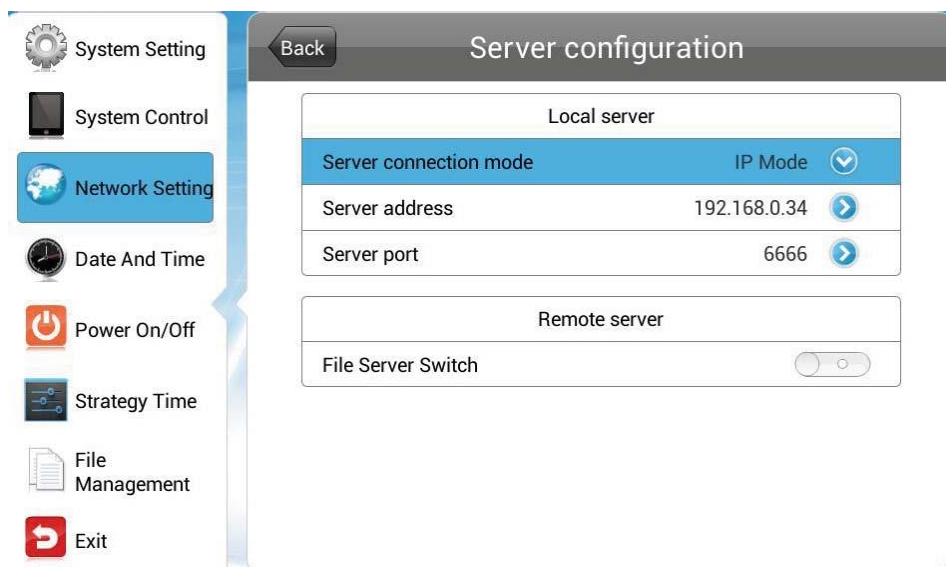 System Setting
System Control
Network Setting
Date And Time
Power On/Off
Strategy Time
File
Management
Exit
Back
Server configuration
Local server
Server connection mode IP Mode
Server address 192.168.0.34
Server port 6666
Remote server
File Server Switch